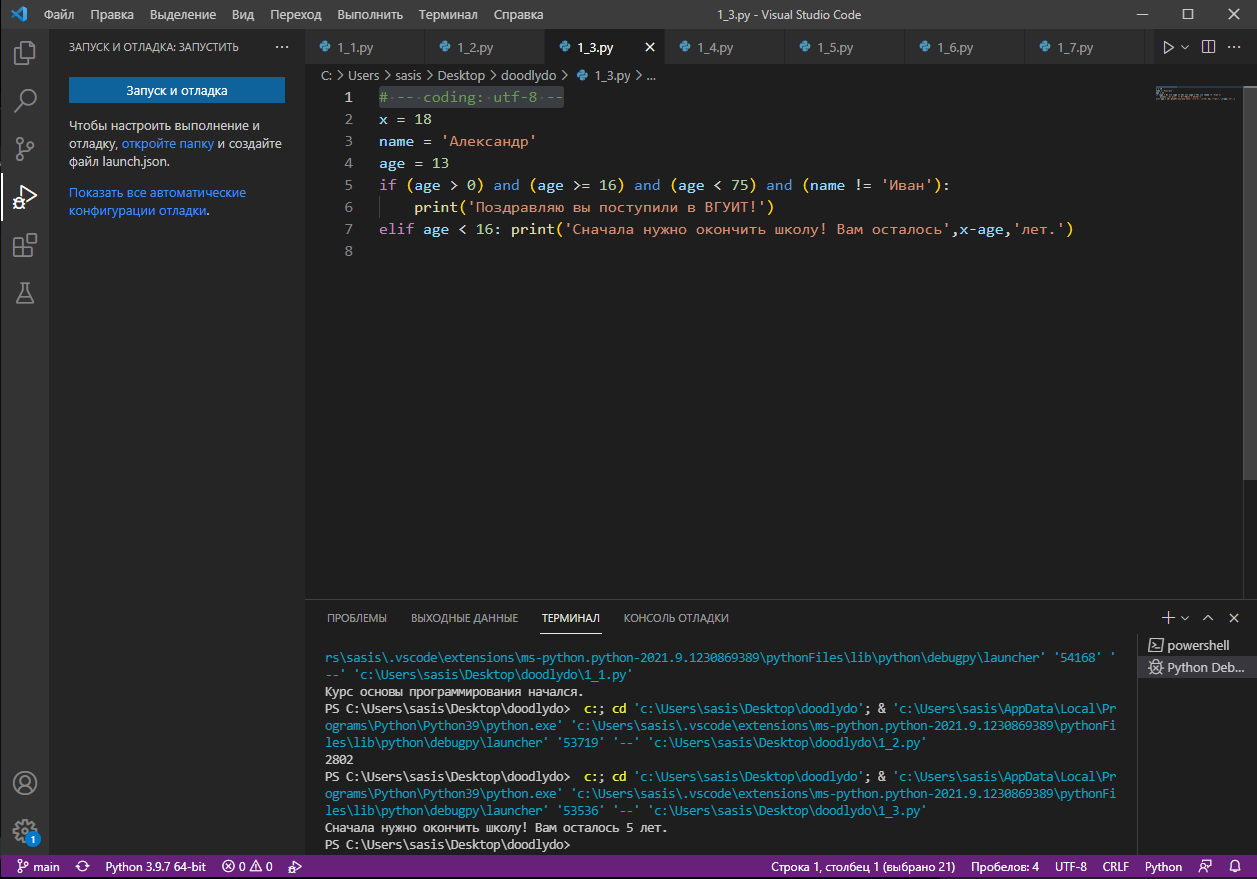 Файл Правка Выделение Вид Переход Выполнить Терминал Справка 1_3.py - Visual Studio Code
ЗАПУСК И ОТЛАДКА: ЗАПУСТИТЬ ···
Запуск и отладка
Чтобы настроить выполнение и
отладку, откройте папку и создайте
файл launch.json.
Показать все автоматические
конфигурации отладки.
1_1.py 1_2.py 1_3.py 1_4.py 1_5.py 1_6.py 1_7.py
C: > Users > sasis > Desktop > doodlydo > 1_3.py > ...
1 # -- coding: utf-8 --
2 x = 18
3 name = 'Александр'
4 age = 13
5 if (age > 0) and (age >= 16) and (age < 75) and (name != 'Иван'):
6 print('Поздравляю вы поступили в ВГУИТ!')
7 elif age < 16: print('Сначала нужно окончить школу! Вам осталось',x-age,'лет.')
8
ПРОБЛЕМЫ ВЫХОДНЫЕ ДАННЫЕ ТЕРМИНАЛ КОНСОЛЬ ОТЛАДКИ
powershell
Python Deb...
rs\sasis\.vscode\extensions\ms-python.python-2021.9.1230869389\pythonFiles\lib\python\debugpy\launcher' '54168' '
--' 'c:\Users\sasis\Desktop\doodlydo\1_1.py'
Курс основы программирования начался.
PS C:\Users\sasis\Desktop\doodlydo> c:; cd 'c:\Users\sasis\Desktop\doodlydo'; & 'c:\Users\sasis\AppData\Local\Pr
ograms\Python\Python39\python.exe' 'c:\Users\sasis\.vscode\extensions\ms-python.python-2021.9.1230869389\pythonFi
les\lib\python\debugpy\launcher' '53719' '--' 'c:\Users\sasis\Desktop\doodlydo\1_2.py'
2802
PS C:\Users\sasis\Desktop\doodlydo> c:; cd 'c:\Users\sasis\Desktop\doodlydo'; & 'c:\Users\sasis\AppData\Local\Pr
ograms\Python\Python39\python.exe' 'c:\Users\sasis\.vscode\extensions\ms-python.python-2021.9.1230869389\pythonFi
les\lib\python\debugpy\launcher' '53536' '--' 'c:\Users\sasis\Desktop\doodlydo\1_3.py'
Сначала нужно окончить школу! Вам осталось 5 лет.
PS C:\Users\sasis\Desktop\doodlydo>
1
main Python 3.9.7 64-bit 0 0 Строка 1, столбец 1 (выбрано 21) Пробелов: 4 UTF-8 CRLF Python